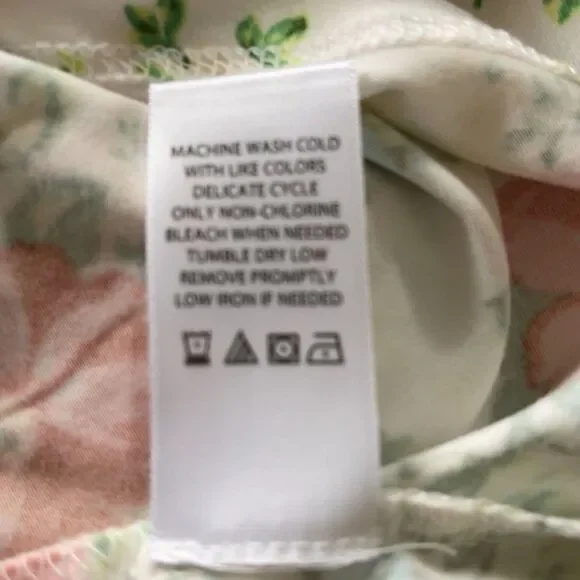 MACHINE WASH COLD
WITH LIKE COLORS
DELICATE CYCLE
ONLY NON-CHLORINE
BLEACH WHEN NEEDED
TUMBLE DRY LOW
REMOVE PROMPTLY
LOW IRON IF NEEDED